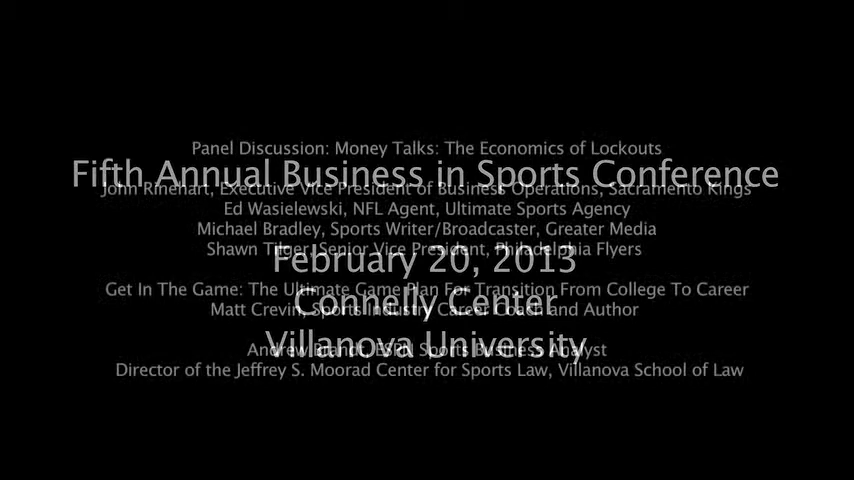 Panel Discussion: Money Talks: The Economics of Lockouts
Fifth Annual Business in Sports Conference
John Rinehart, Executive Vice President of Business Operations, Sacramento Kings
Ed Wasielewski, NFL Agent, Ultimate Sports Agency
Michael Bradley, Sports Writer/Broadcaster, Greater Media
Shawn Tilger, Senior Vice President, Philadelphia Flyers
February 20, 2013
Get In The Game: The Ultimate Game Plan For Transition From College To Career
Connelly Center
Matt Crevin, Sports Industry Career Coach and Author
Villanova University
Andrew Brandt, ESPN Sports Business Analyst
Director of the Jeffrey S. Moorad Center for Sports Law, Villanova School of Law